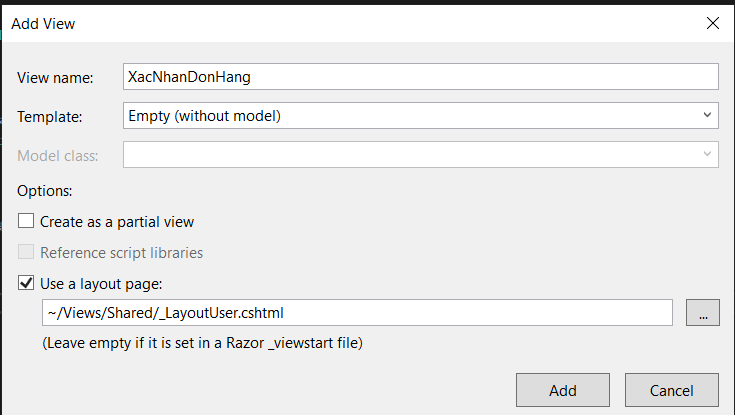 Add View
View name: XacNhanDonHang
Template: Empty (without model)
Model class:
Options:
Create as a partial view
Reference script libraries
Use a layout page:
~/Views/Shared/_LayoutUser.cshtml ...
(Leave empty if it is set in a Razor _viewstart file)
Add Cancel